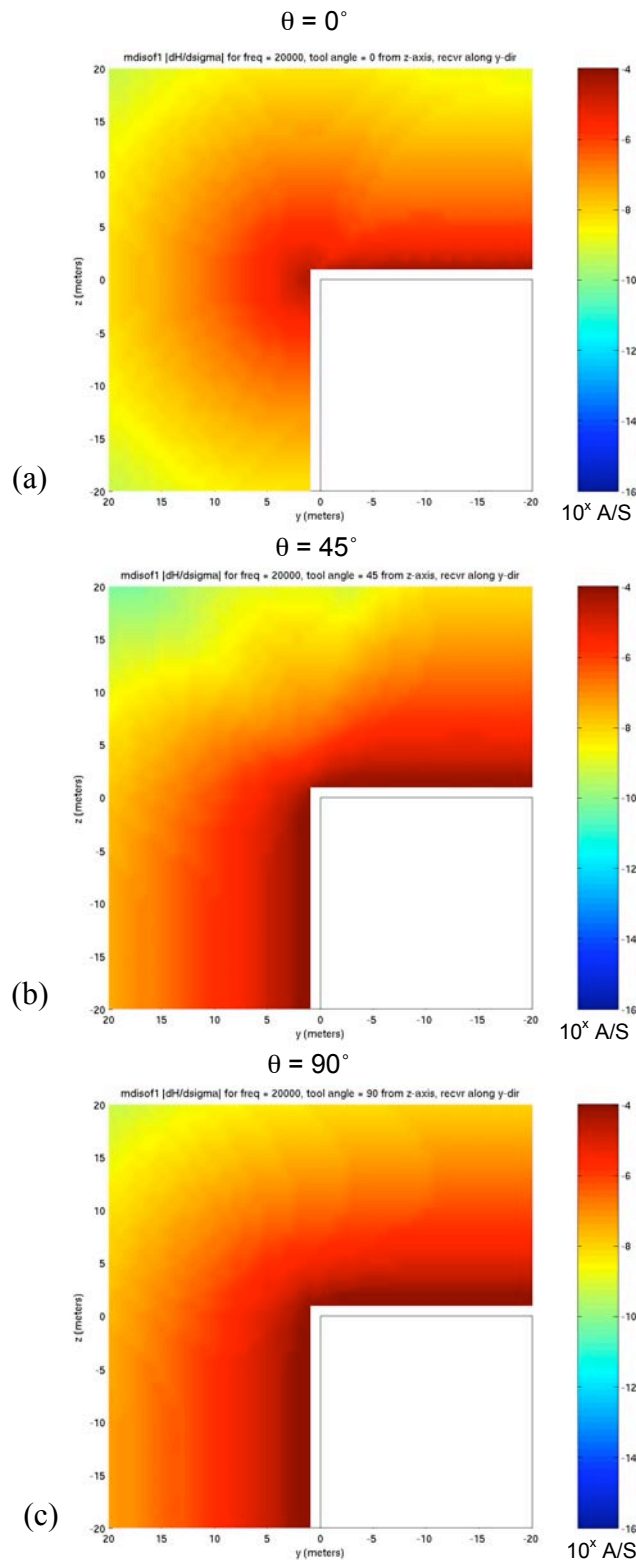 θ = 0°
mdisof1 |dH/dsigma| for freq = 20000, tool angle = 0 from z-axis, recvr along y-dir
20
15
10
5
0
-5
-10
-15
-20
z (meters)
20 15 10 5 0 -5 -10 -15 -20
y (meters)
-4
-6
-8
-10
-12
-14
-16
10^x A/S
(a)
θ = 45°
mdisof1 |dH/dsigma| for freq = 20000, tool angle = 45 from z-axis, recvr along y-dir
20
15
10
5
0
-5
-10
-15
-20
z (meters)
20 15 10 5 0 -5 -10 -15 -20
y (meters)
-4
-6
-8
-10
-12
-14
-16
10^x A/S
(b)
θ = 90°
mdisof1 |dH/dsigma| for freq = 20000, tool angle = 90 from z-axis, recvr along y-dir
20
15
10
5
0
-5
-10
-15
-20
z (meters)
20 15 10 5 0 -5 -10 -15 -20
y (meters)
-4
-6
-8
-10
-12
-14
-16
10^x A/S
(c)